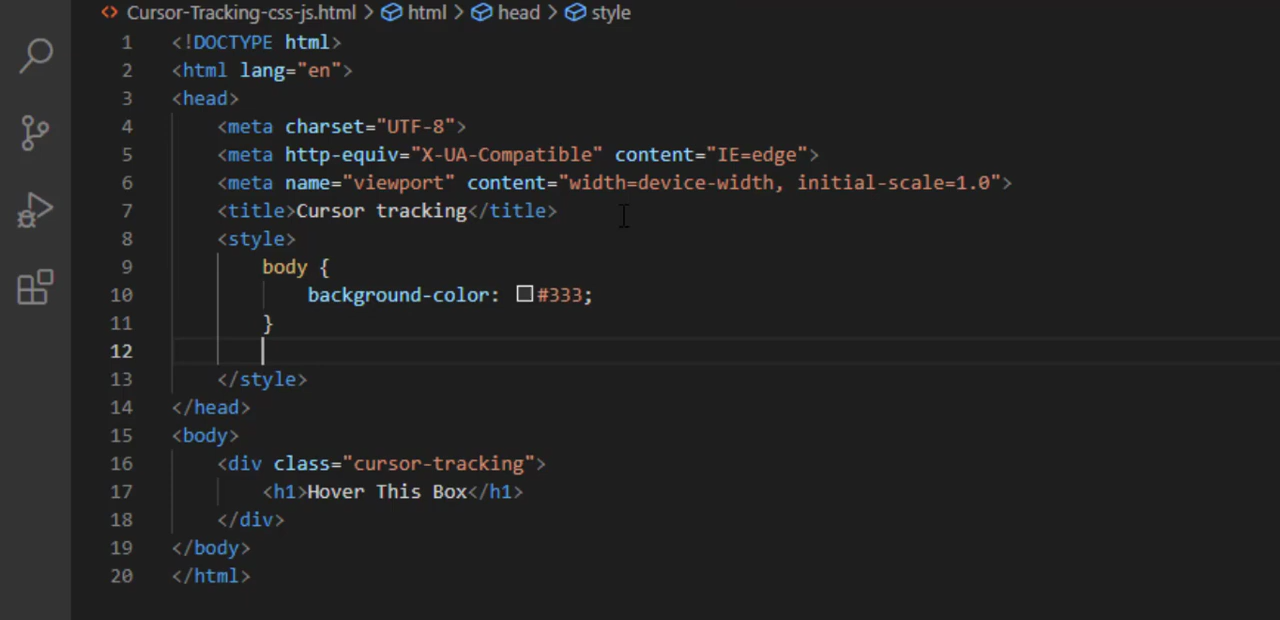 Cursor-Tracking-css-js.html > html > head > style
1 <!DOCTYPE html>
2 <html lang="en">
3 <head>
4 <meta charset="UTF-8">
5 <meta http-equiv="X-UA-Compatible" content="IE=edge">
6 <meta name="viewport" content="width=device-width, initial-scale=1.0">
7 <title>Cursor tracking</title>
8 <style>
9 body {
10 background-color: #333;
11 }
12
13 </style>
14 </head>
15 <body>
16 <div class="cursor-tracking">
17 <h1>Hover This Box</h1>
18 </div>
19 </body>
20 </html>